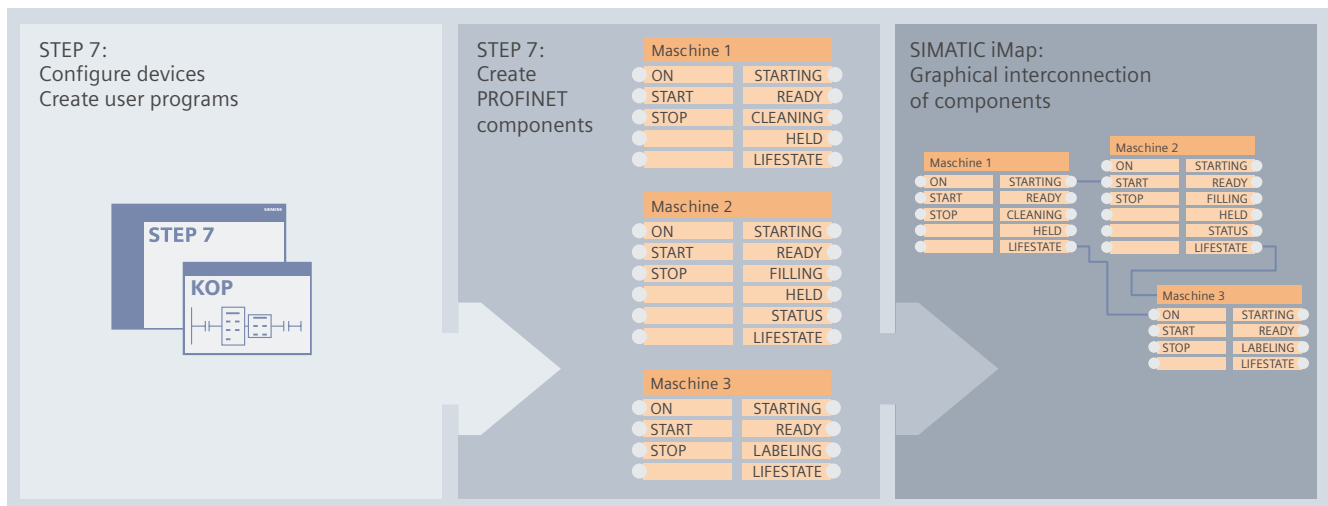 STEP 7:
Configure devices
Create user programs
SIEMENS
STEP 7
KOP
STEP 7:
Create
PROFINET
components
Maschine 1
ON STARTING
START READY
STOP CLEANING
HELD
LIFESTATE
Maschine 2
ON STARTING
START READY
STOP FILLING
HELD
STATUS
LIFESTATE
Maschine 3
ON STARTING
START READY
STOP LABELING
LIFESTATE
SIMATIC iMap:
Graphical interconnection
of components
Maschine 1
ON STARTING
START READY
STOP CLEANING
HELD
LIFESTATE
Maschine 2
ON STARTING
START READY
STOP FILLING
HELD
STATUS
LIFESTATE
Maschine 3
ON STARTING
START READY
STOP LABELING
LIFESTATE